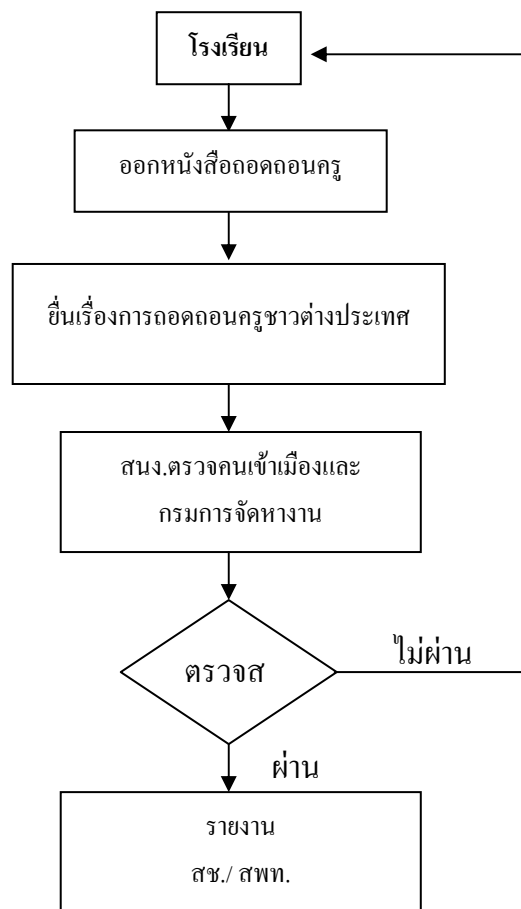 โรงเรียน
ออกหนังสือถอดถอนครู
ยื่นเรื่องการถอดถอนครูชาวต่างประเทศ
สนง.ตรวจคนเข้าเมืองและ
กรมการจัดหางาน
ตรวจส
ไม่ผ่าน
ผ่าน
รายงาน
สช./ สพท.